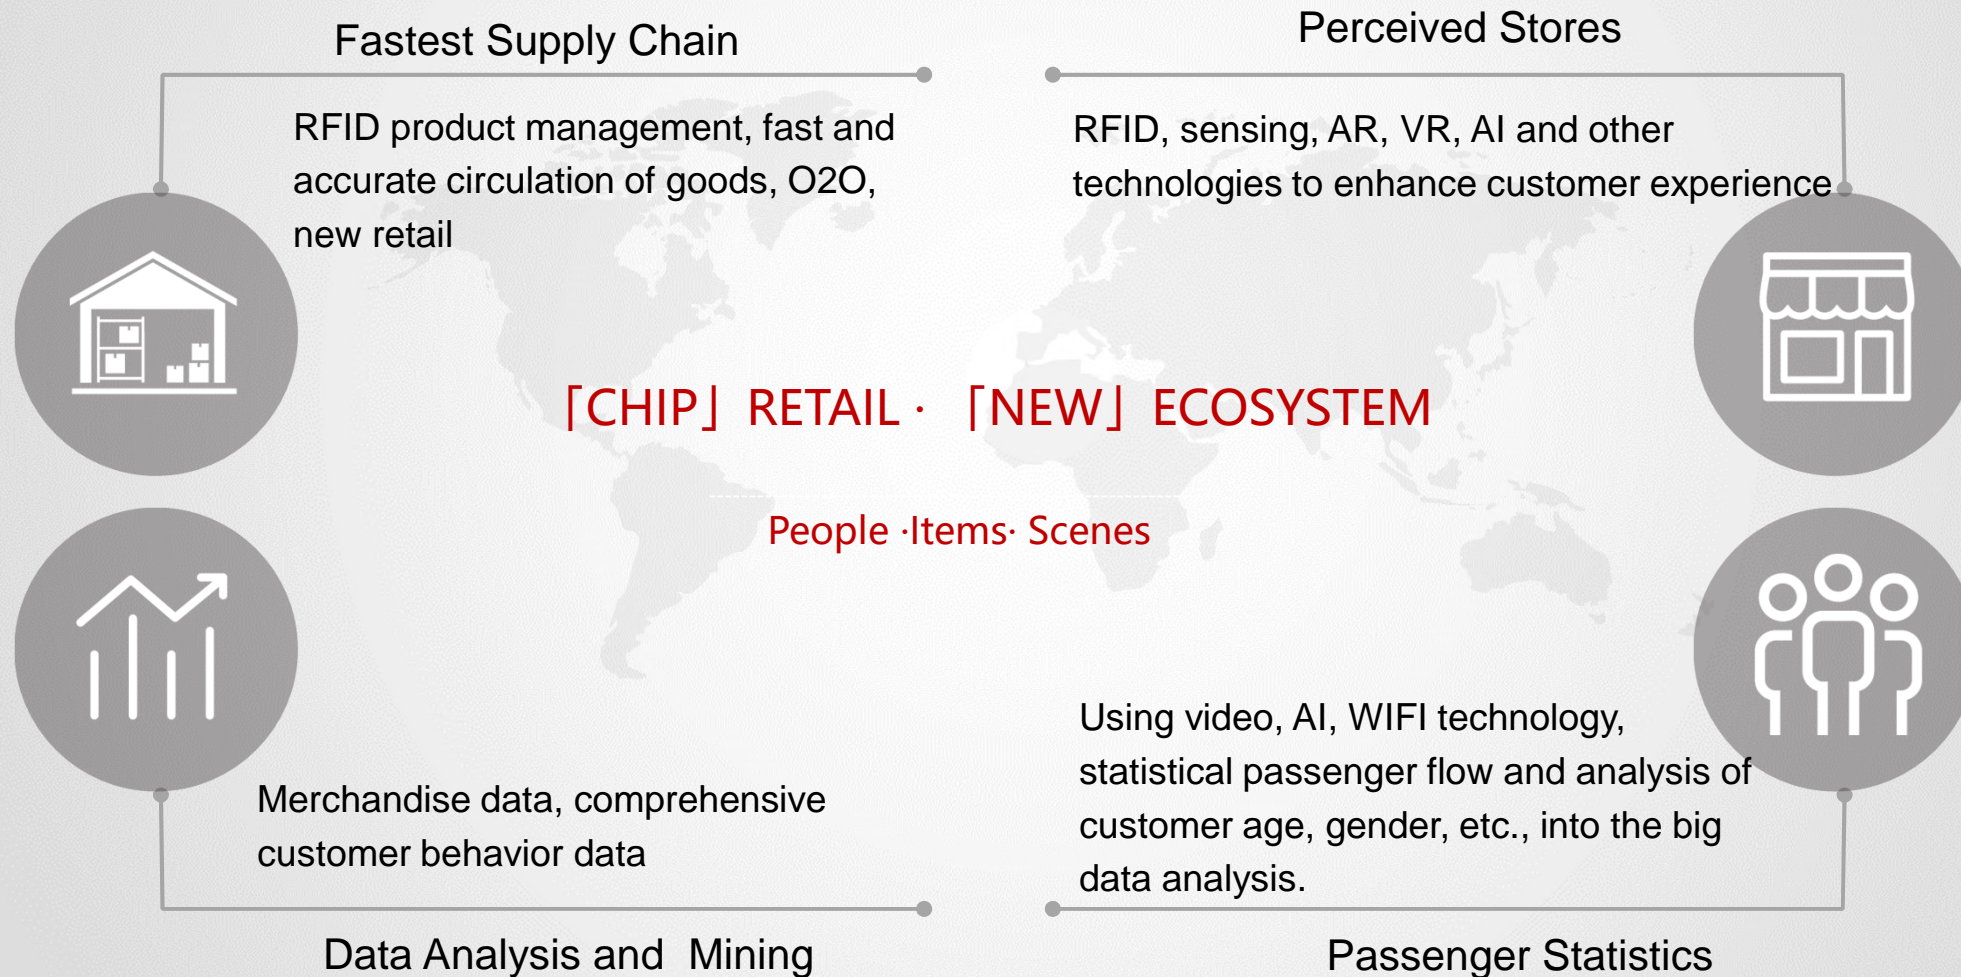 Fastest Supply Chain
RFID product management, fast and
accurate circulation of goods, O2O,
new retail
Perceived Stores
RFID, sensing, AR, VR, AI and other
technologies to enhance customer experience
「CHIP」 RETAIL · 「NEW」 ECOSYSTEM
People ·Items· Scenes
Merchandise data, comprehensive
customer behavior data
Data Analysis and Mining
Using video, AI, WIFI technology,
statistical passenger flow and analysis of
customer age, gender, etc., into the big
data analysis.
Passenger Statistics